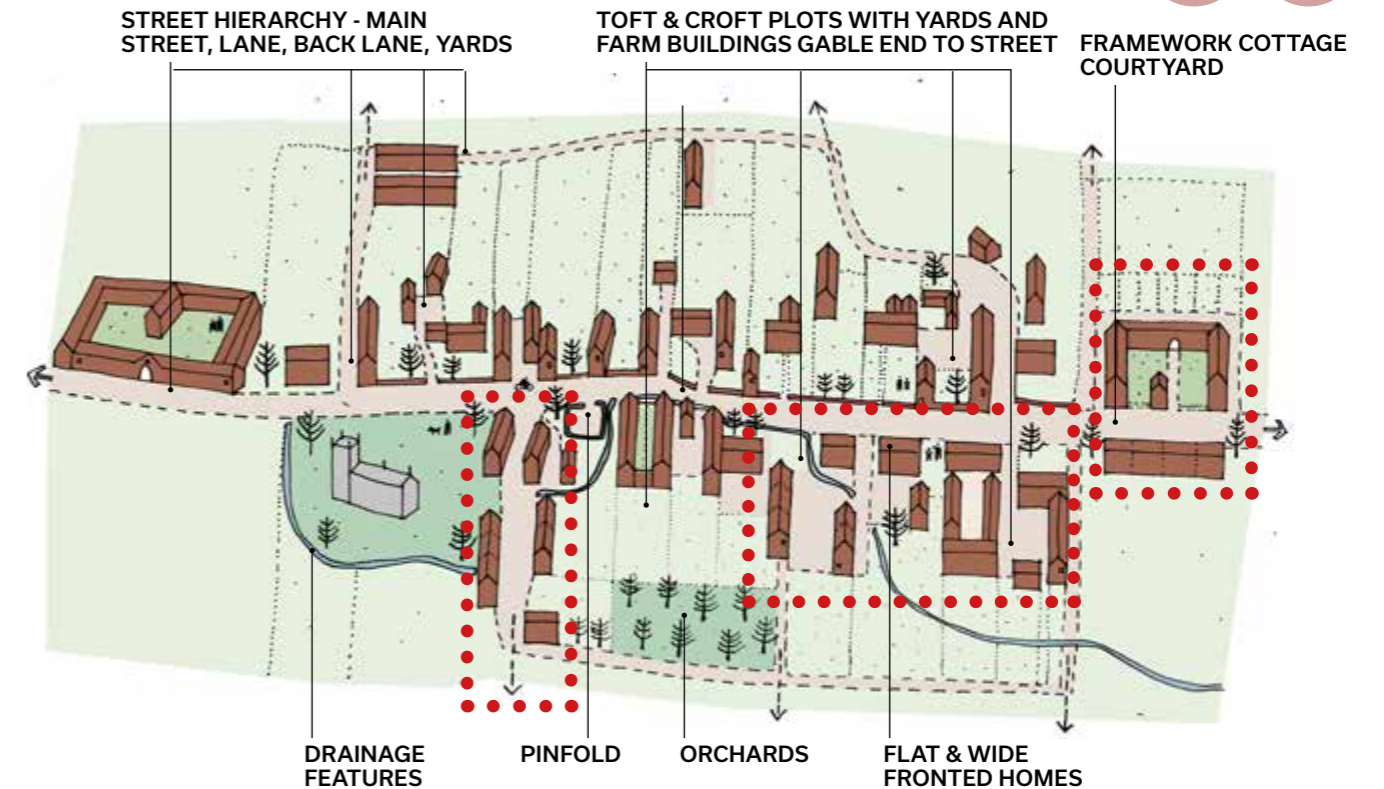 STREET HIERARCHY - MAIN
STREET, LANE, BACK LANE, YARDS
TOFT & CROFT PLOTS WITH YARDS AND
FARM BUILDINGS GABLE END TO STREET
FRAMEWORK COTTAGE
COURTYARD
DRAINAGE
FEATURES
PINFOLD
ORCHARDS
FLAT & WIDE
FRONTED HOMES